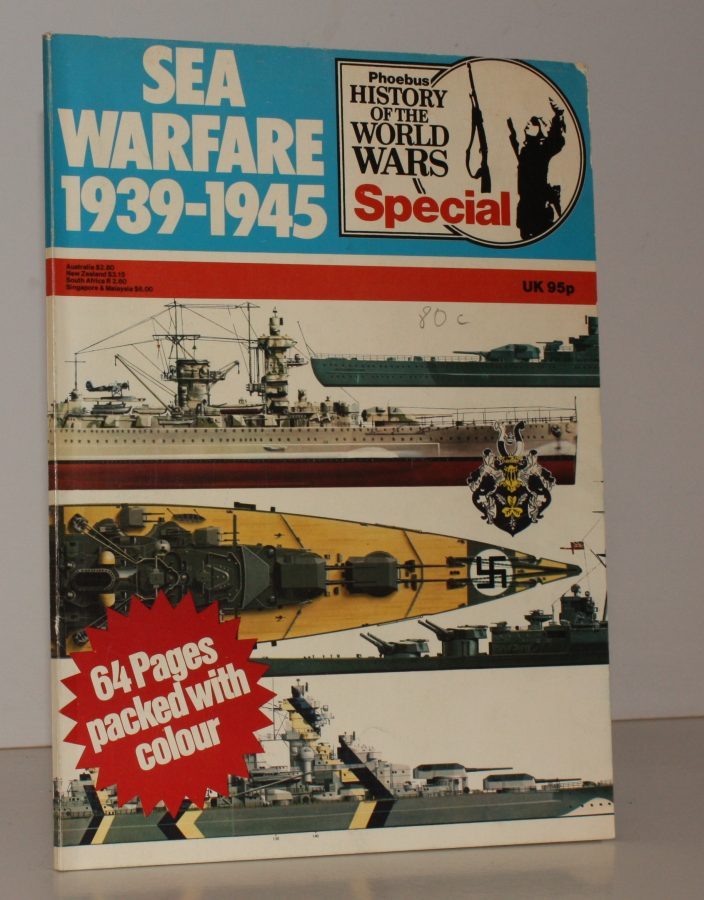 SEA
WARFARE
1939-1945
Phoebus
HISTORY
OF THE
WORLD
WARS
Special
Australia $2.80
New Zealand $3.15
South Africa R 2.60
Singapore & Malaysia $6.00
UK 95p
80c
64 Pages
packed with
colour